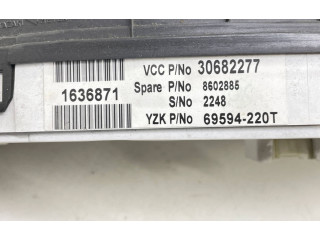 VCC P/No 30682277
1636871
Spare P/No 8602885
S/No 2248
YZK P/No 69594-220T